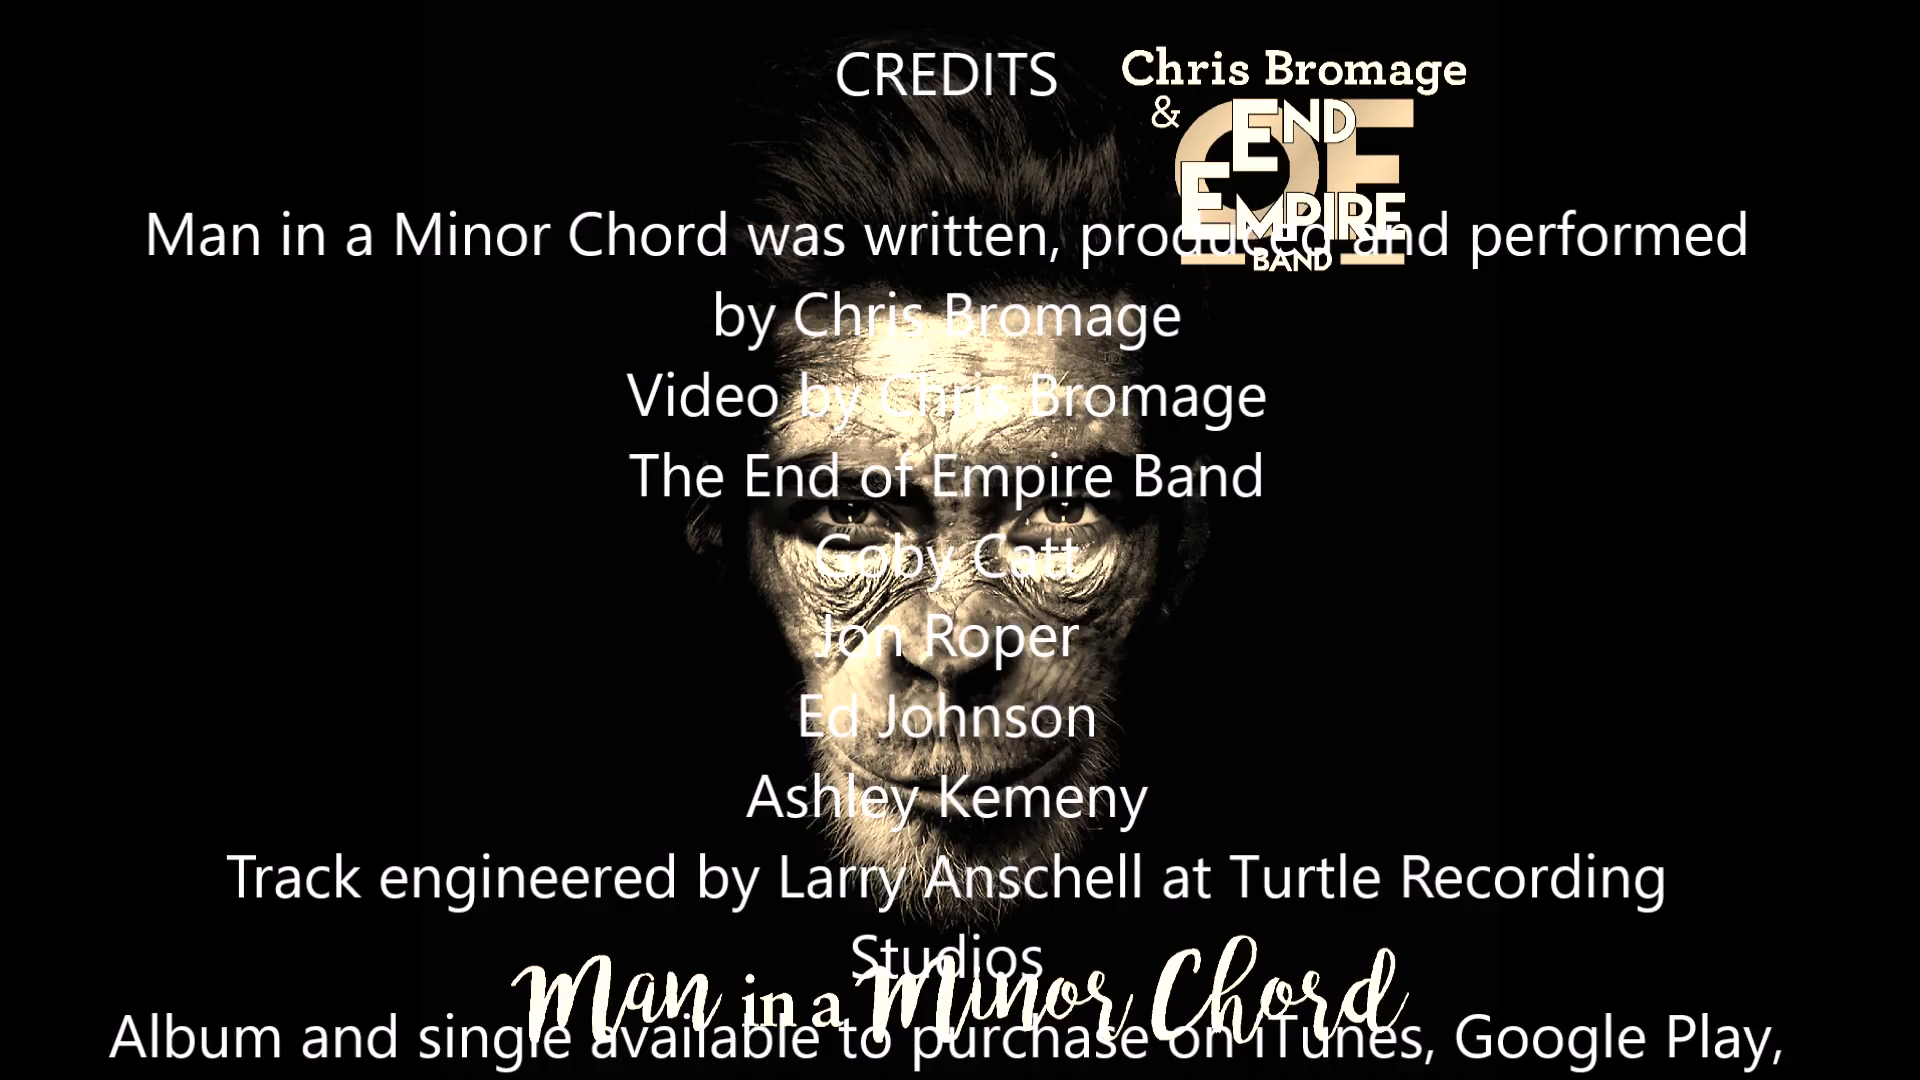 CREDITS
Chris Bromage
&
END
OF
EMPIRE
BAND
Man in a Minor Chord was written, produced and performed
by Chris Bromage
Video by Chris Bromage
The End of Empire Band
Goby Catt
Jon Roper
Ed Johnson
Ashley Kemeny
Track engineered by Larry Anschell at Turtle Recording
Studios
Man in a Minor Chord
Album and single available to purchase on iTunes, Google Play,